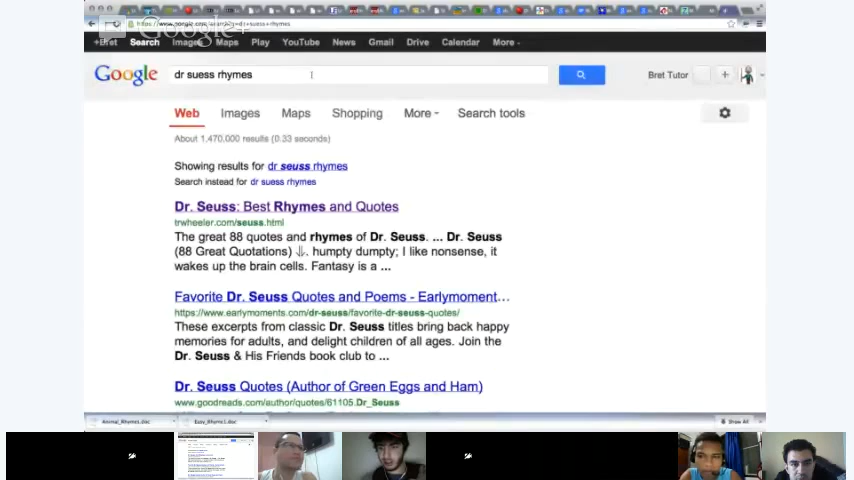 +Bret Search Images Maps Play YouTube News Gmail Drive Calendar More
Google dr suess rhymes Bret Tutor +
Web Images Maps Shopping More Search tools
About 1,470,000 results (0.33 seconds)
Showing results for dr seuss rhymes
Search instead for dr suess rhymes
Dr. Seuss: Best Rhymes and Quotes
trwheeler.com/seuss.html
The great 88 quotes and rhymes of Dr. Seuss. ... Dr. Seuss
(88 Great Quotations) humpty dumpty; I like nonsense, it
wakes up the brain cells. Fantasy is a ...
Favorite Dr. Seuss Quotes and Poems - Earlymoment...
https://www.earlymoments.com/dr-seuss/favorite-dr-seuss-quotes/
These excerpts from classic Dr. Seuss titles bring back happy
memories for adults, and delight children of all ages. Join the
Dr. Seuss & His Friends book club to ...
Dr. Seuss Quotes (Author of Green Eggs and Ham)
www.goodreads.com/author/quotes/61105.Dr_Seuss
Animal_Rhymes.doc Easy_Rhyme1.doc Show All